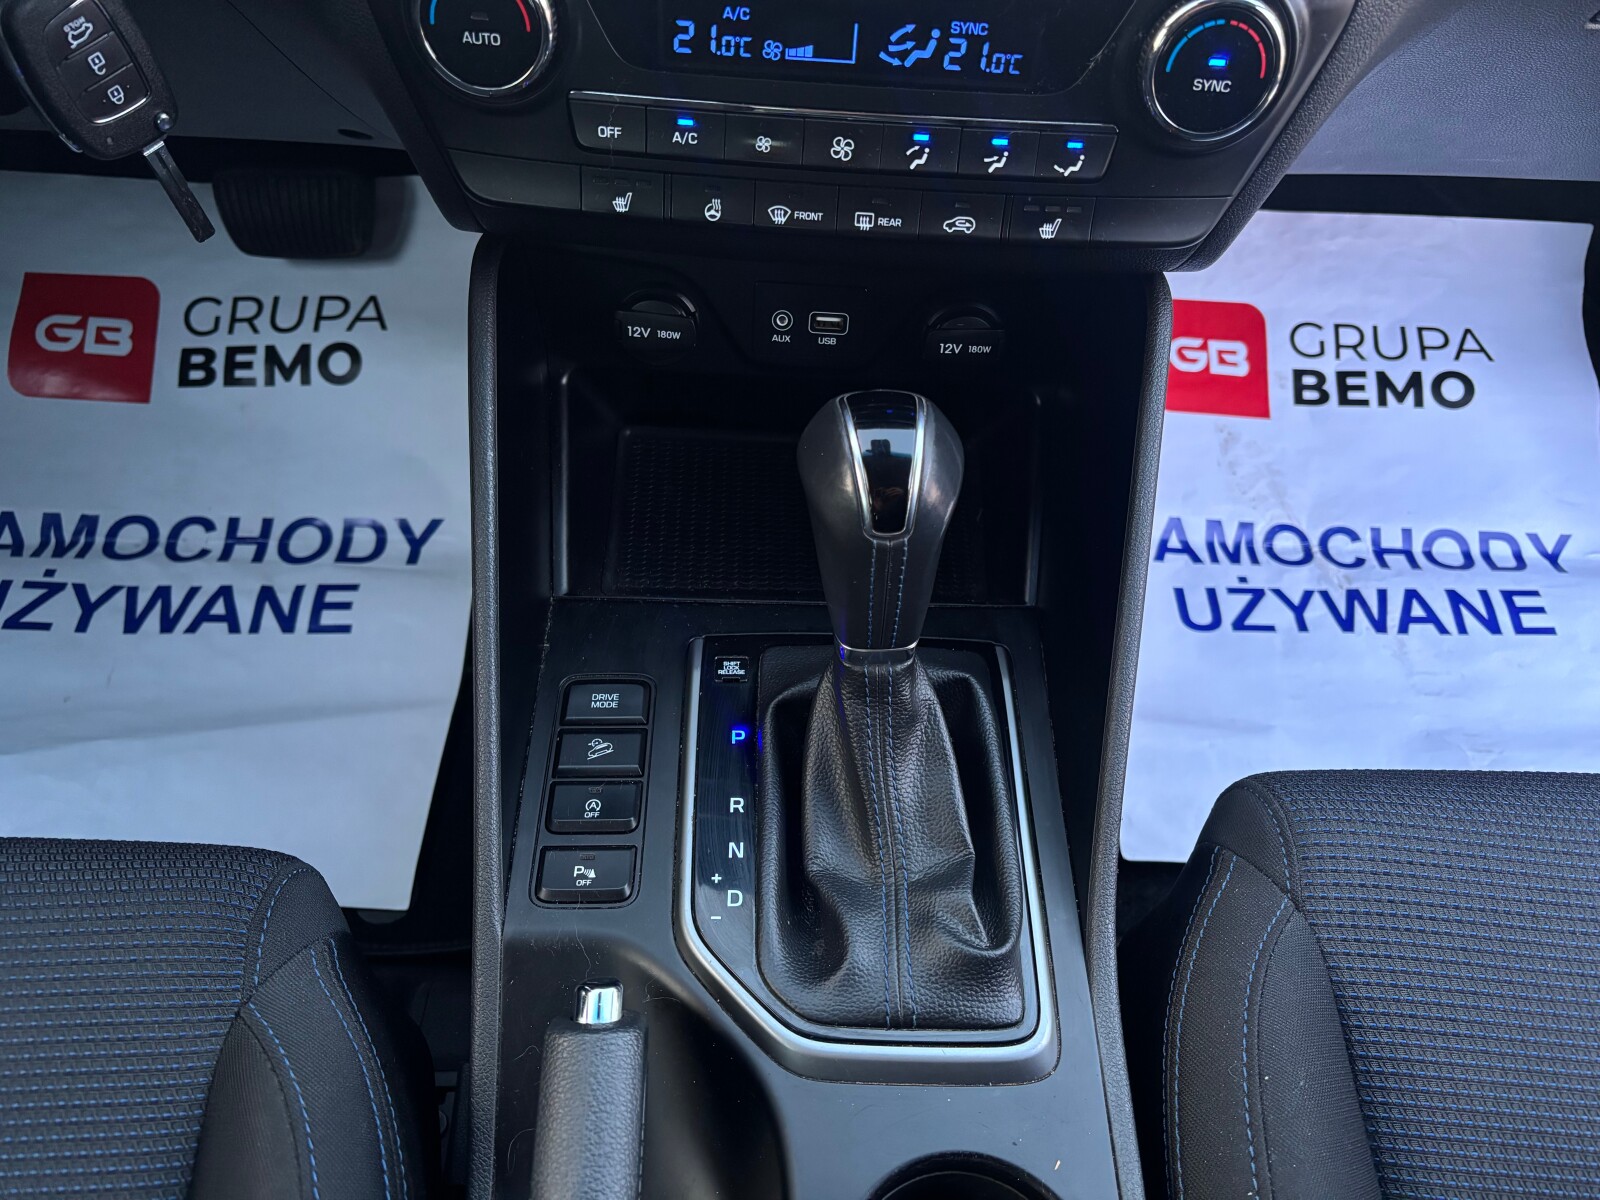 HOLD
AUTO
A/C
21.0°C
SYNC
21.0°C
SYNC
OFF
A/C
FRONT
REAR
12V 180W
AUX
USB
12V 180W
GB
GRUPA
BEMO
AMOCHODY
UŻYWANE
GB
GRUPA
BEMO
AMOCHODY
UŻYWANE
SHIFT
LOCK
RELEASE
DRIVE
MODE
P
R
N
+
D
-
A
OFF
P
OFF